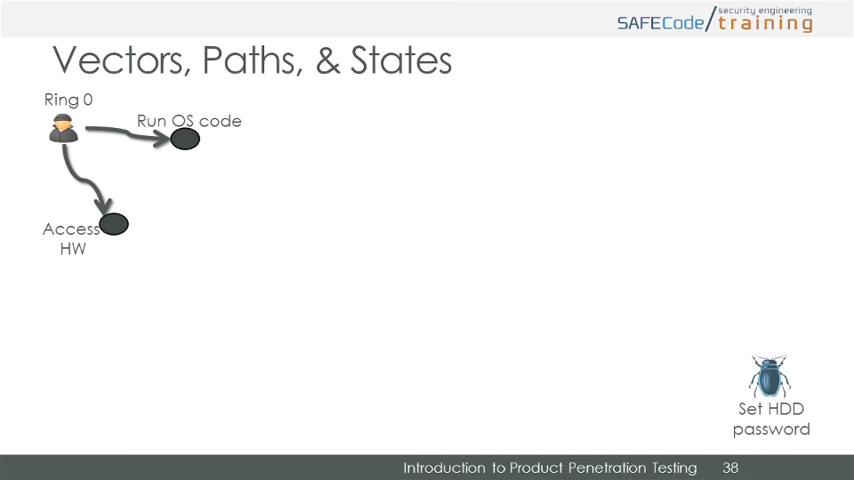 security engineering
SAFECode/training
Vectors, Paths, & States
Ring 0
Run OS code
Access
HW
Set HDD
password
Introduction to Product Penetration Testing 38